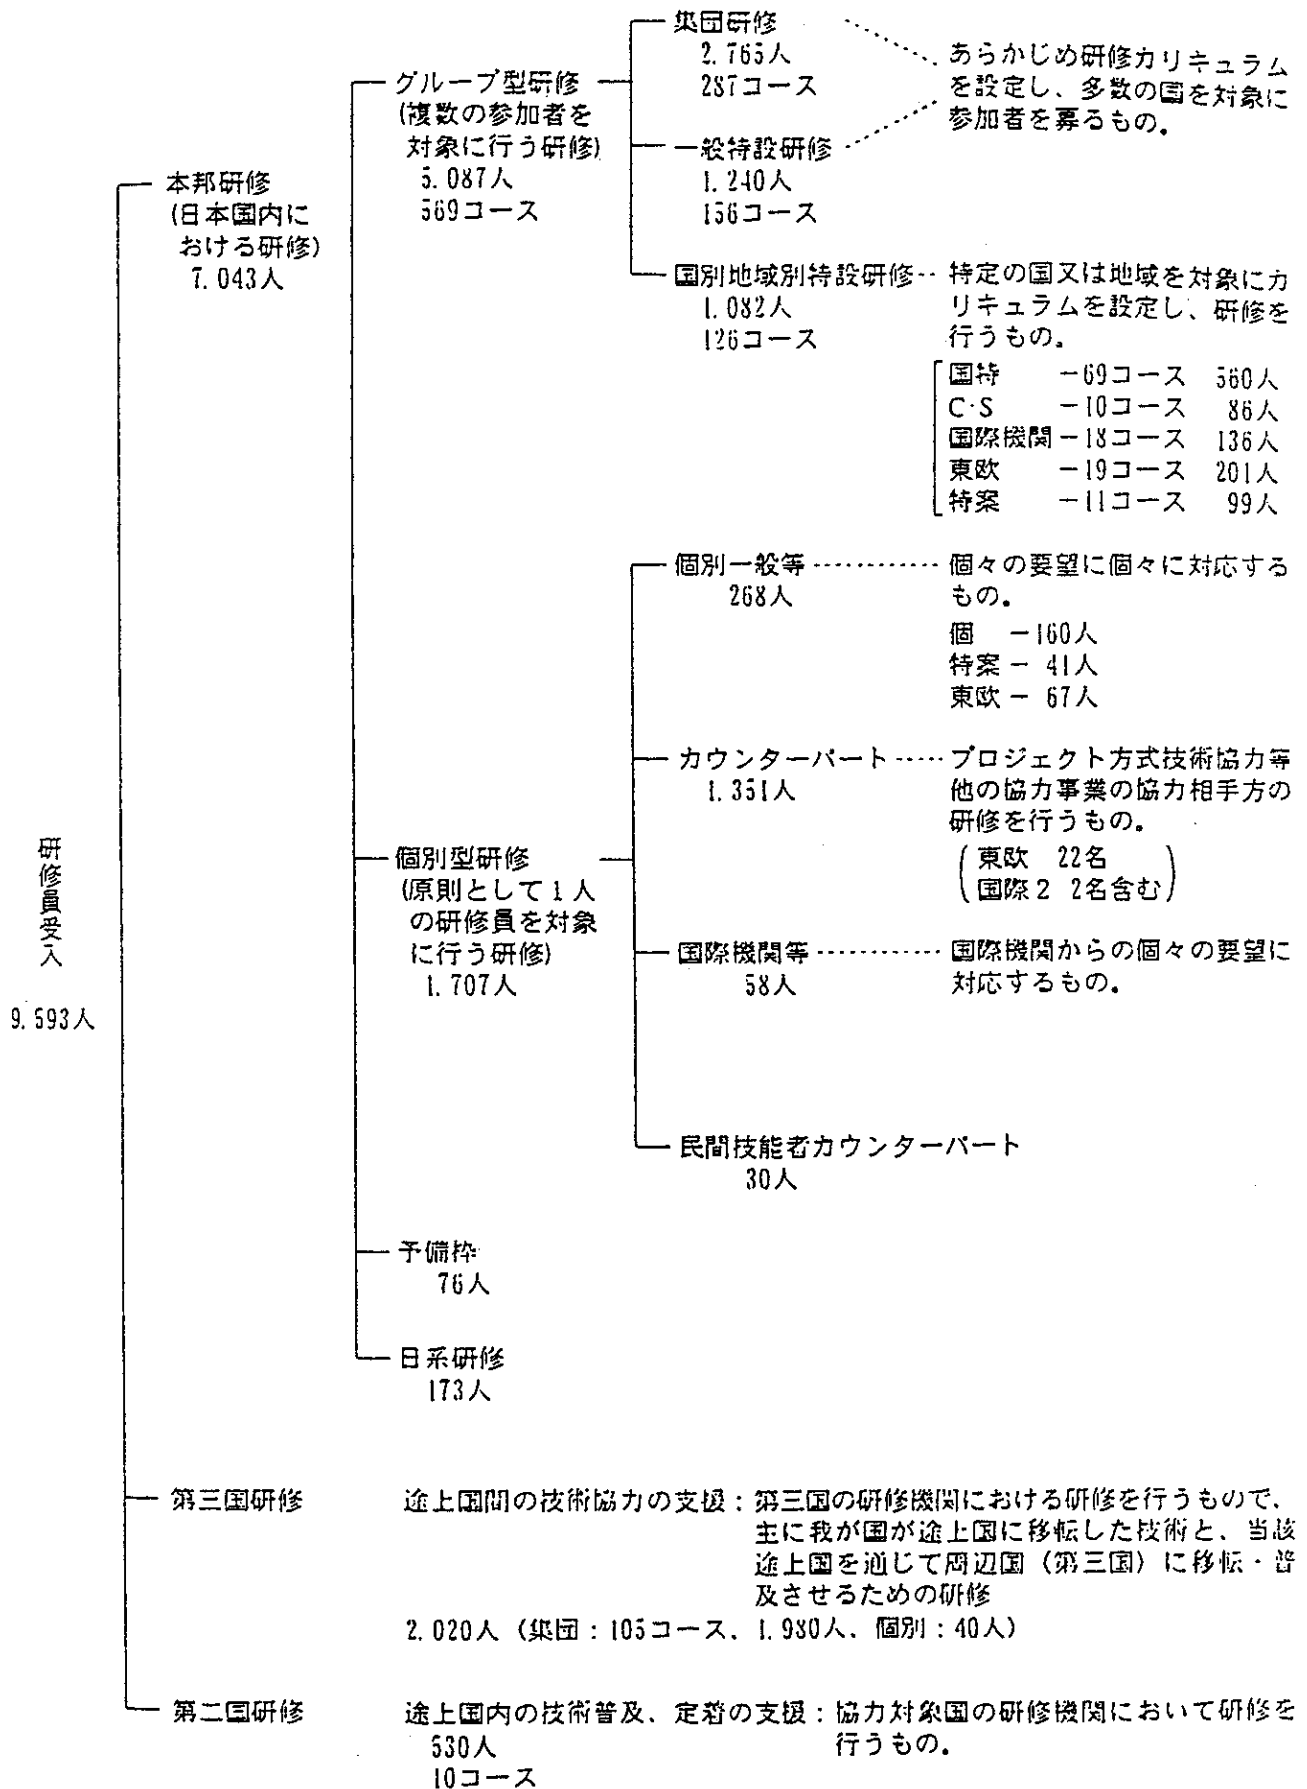 研修員受入
9,593人
本邦研修
(日本国内に
おける研修)
7,043人
グループ型研修
(複数の参加者を
対象に行う研修)
5,087人
569コース
集団研修
2,765人
287コース
一般特設研修
1,240人
156コース
あらかじめ研修カリキュラム
を設定し、多数の国を対象に
参加者を募るもの。
国別地域別特設研修
1,082人
126コース
特定の国又は地域を対象にカ
リキュラムを設定し、研修を
行うもの。
国特 -69コース 560人
C・S -10コース 86人
国際機関-18コース 136人
東欧 -19コース 201人
特案 -11コース 99人
個別型研修
(原則として1人
の研修員を対象
に行う研修)
1,707人
個別一般等
268人
個々の要望に個々に対応する
もの。
個 -160人
特案- 41人
東欧- 67人
カウンターパート
1,351人
プロジェクト方式技術協力等
他の協力事業の協力相手方の
研修を行うもの。
(東欧 22名
国際2 2名含む)
国際機関等
58人
国際機関からの個々の要望に
対応するもの。
民間技能者カウンターパート
30人
予備枠
76人
日系研修
173人
第三国研修
途上国間の技術協力の支援:第三国の研修機関における研修を行うもので、
主に我が国が途上国に移転した技術と、当該
途上国を通じて周辺国(第三国)に移転・普
及させるための研修
2,020人(集団:105コース、1,980人、個別:40人)
第二国研修
途上国内の技術普及、定着の支援:協力対象国の研修機関において研修を
行うもの。
530人
10コース